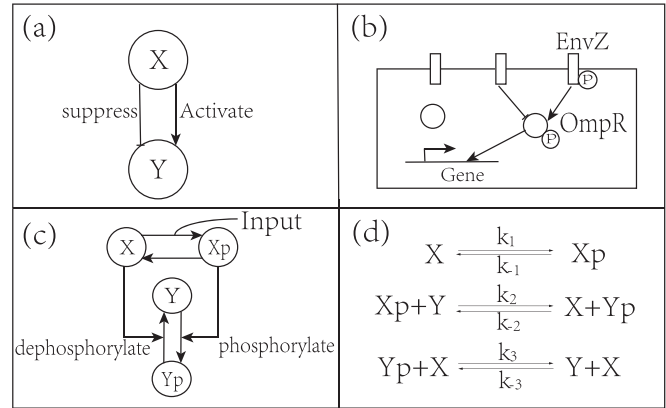 (a)
X
suppress
Activate
Y
(b)
EnvZ
P
OmpR
P
Gene
(c)
Input
X
Xp
Y
dephosphorylate
phosphorylate
Yp
(d)
X k1 k-1 Xp
Xp+Y k2 k-2 X+Yp
Yp+X k3 k-3 Y+X